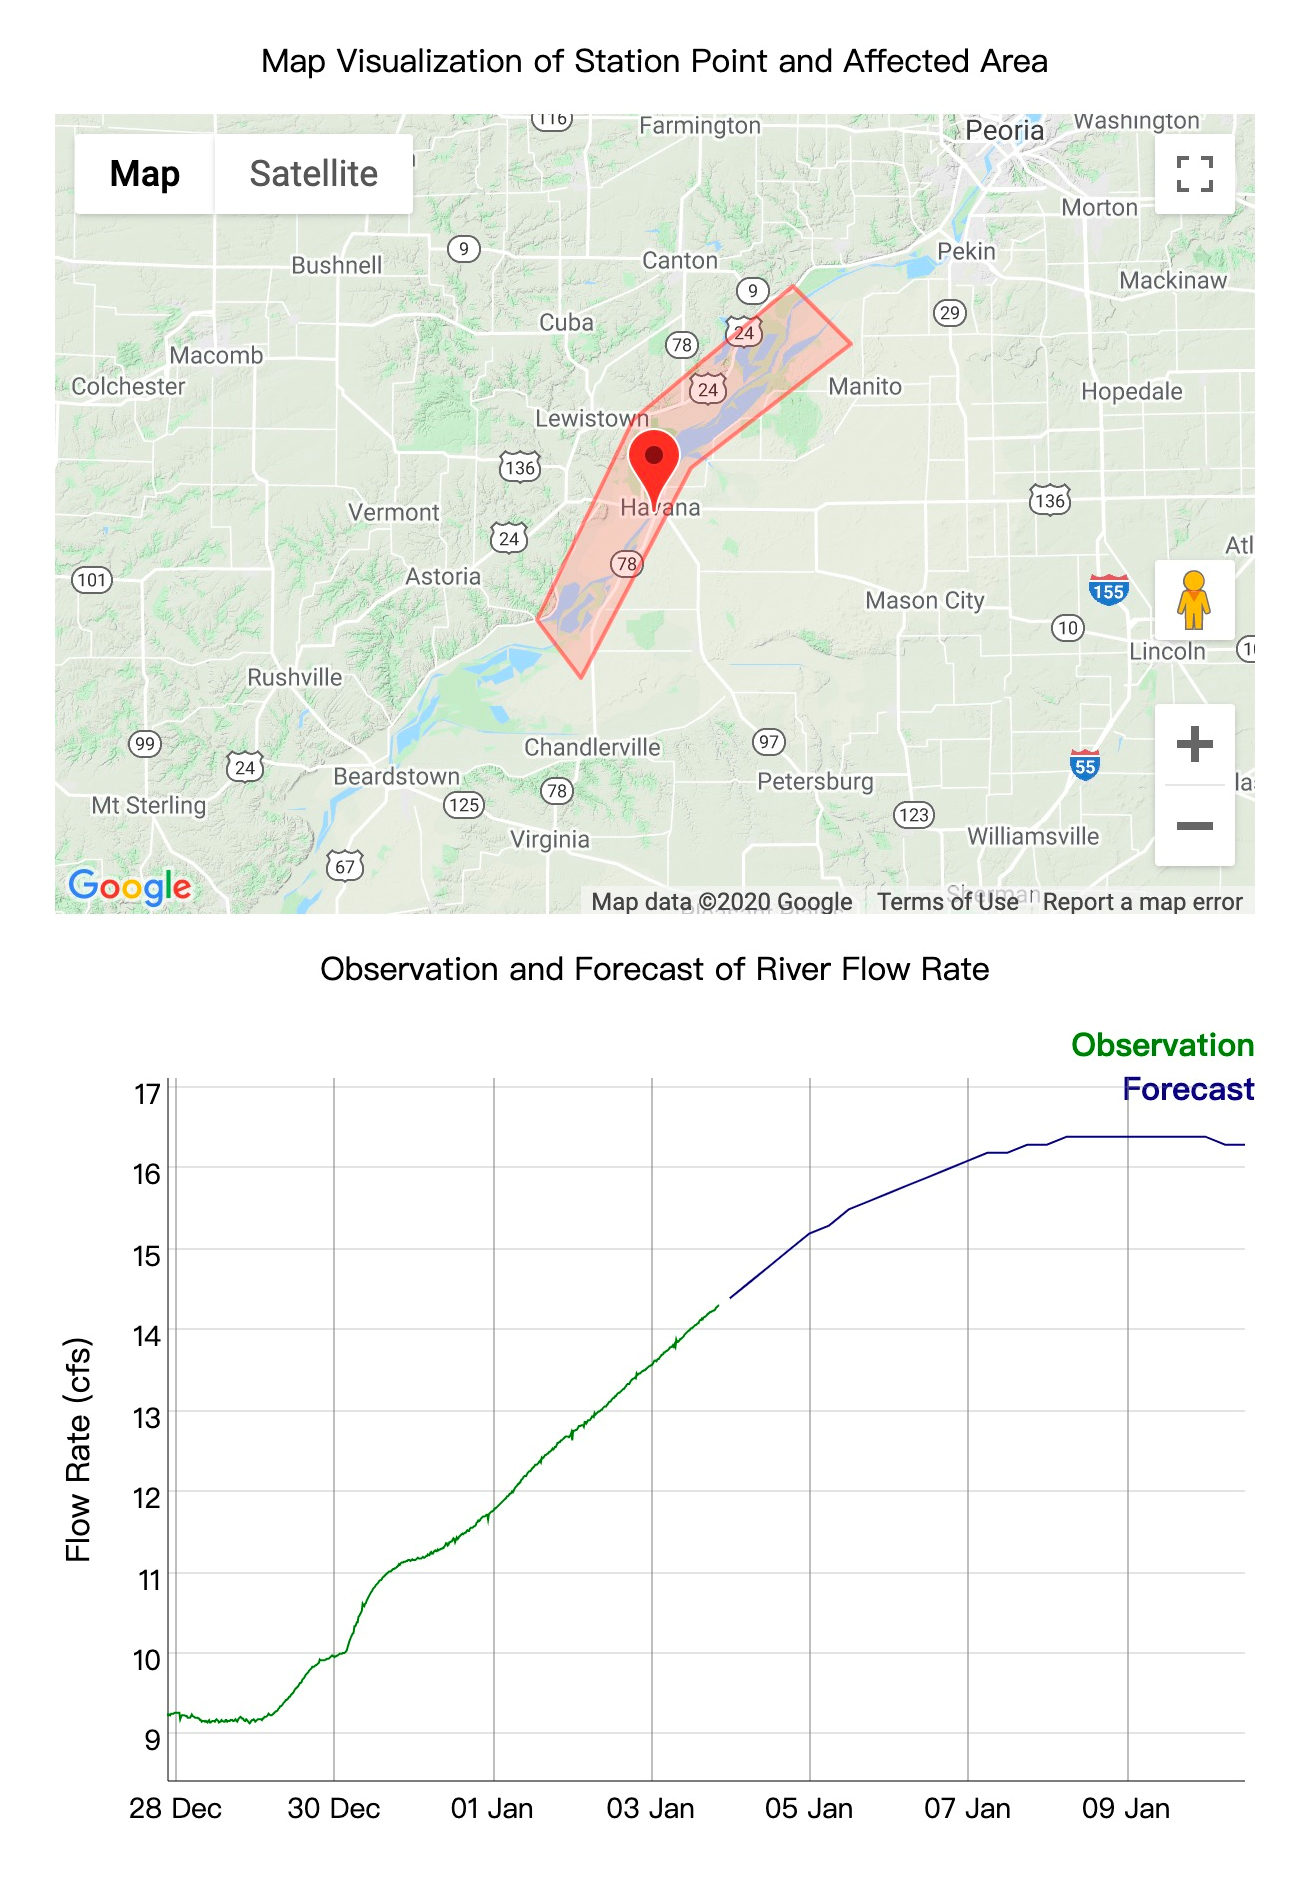 Map Visualization of Station Point and Affected Area
116
Farmington
Peoria
Washington
Map
Satellite
Morton
9
Bushnell
Canton
Pekin
Mackinaw
9
29
Cuba
24
78
Macomb
Colchester
24
Manito
Hopedale
Lewistown
136
Havana
136
Vermont
24
Atl
78
101
Astoria
155
Mason City
10
Lincoln
Rushville
99
24
Chandlerville
97
55
Beardstown
Petersburg
Mt Sterling
125
78
123
Virginia
Williamsville
67
Google
Sherman
Map data ©2020 Google
Terms of Use
Report a map error
Observation and Forecast of River Flow Rate
Observation
Forecast
17
16
15
14
13
12
11
10
9
Flow Rate (cfs)
28 Dec
30 Dec
01 Jan
03 Jan
05 Jan
07 Jan
09 Jan